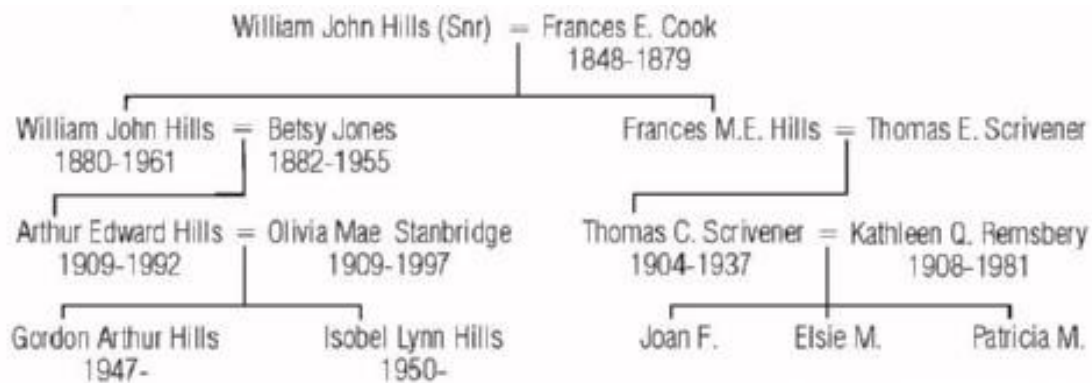 William John Hills (Snr) = Frances E. Cook
1848-1879
William John Hills = Betsy Jones Frances M.E. Hills = Thomas E. Scrivener
1880-1961 1882-1955
Arthur Edward Hills = Olivia Mae Stanbridge Thomas C. Scrivener = Kathleen Q. Remsbery
1909-1992 1909-1997 1904-1937 1908-1981
Gordon Arthur Hills Isobel Lynn Hills Joan F. Elsie M. Patricia M.
1947- 1950-